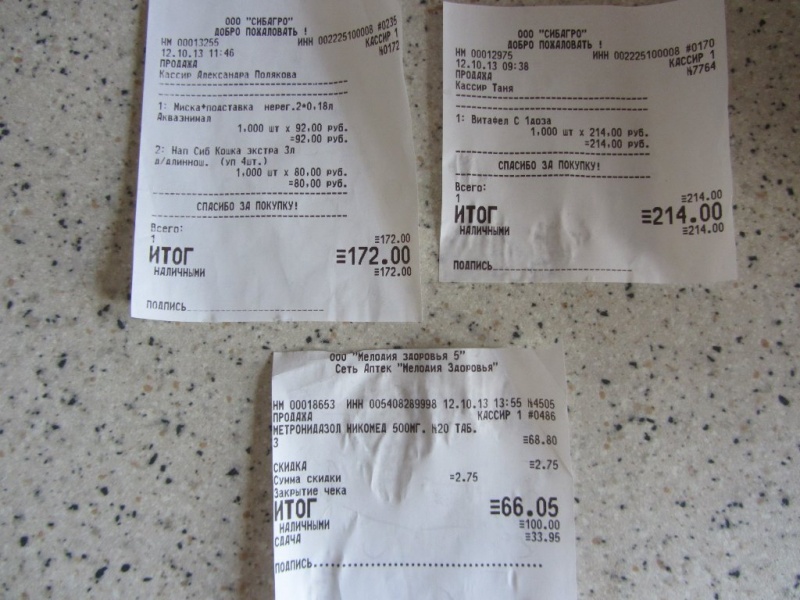 ООО "СИБАГРО"
ДОБРО ПОЖАЛОВАТЬ !
НМ 00013255 ИНН 002225100008 #0235
12.10.13 11:46 КАССИР 1
ПРОДАЖА №0172
Кассир Александра Полякова
1: Миска*подставка нерег.2*0.18л
Аквазинал
1,000 шт х 92,00 руб.
=92,00 руб.
2: Нап Сиб Кошка экстра 3л
д/длиннош. (уп 4шт.)
1,000 шт х 80,00 руб.
=80,00 руб.
СПАСИБО ЗА ПОКУПКУ!
Всего: ≡172.00
1
ИТОГ ≡172.00
НАЛИЧНЫМИ ≡172.00
ПОДПИСЬ
ООО "СИБАГРО"
ДОБРО ПОЖАЛОВАТЬ !
НМ 00012975 ИНН 002225100008 #0170
12.10.13 09:38 КАССИР 1
ПРОДАЖА №7764
Кассир Таня
1: Витафел С 1доза
1,000 шт х 214,00 руб.
=214,00 руб.
СПАСИБО ЗА ПОКУПКУ!
Всего: ≡214.00
1
ИТОГ ≡214.00
НАЛИЧНЫМИ ≡214.00
ПОДПИСЬ
ООО "Мелодия здоровья 5"
Сеть Аптек "Мелодия Здоровья"
НМ 00018653 ИНН 005408289998 12.10.13 13:55 №4505
ПРОДАЖА КАССИР 1 #0486
МЕТРОНИДАЗОЛ НИКОМЕД 500МГ. №20 ТАБ.
3 ≡68.80
СКИДКА ≡2.75
Сумма скидки =2.75
Закрытие чека
ИТОГ ≡66.05
НАЛИЧНЫМИ ≡100.00
СДАЧА ≡33.95
ПОДПИСЬ